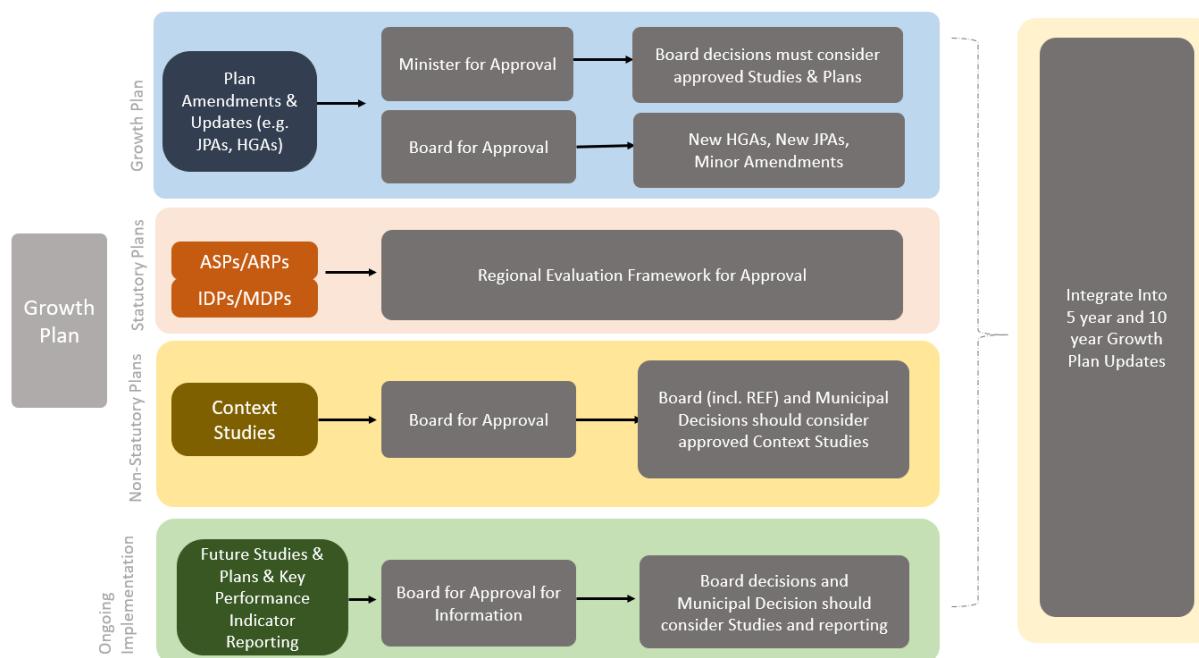 Growth
Plan
Growth Plan
Plan
Amendments &
Updates (e.g.
JPAs, HGAs)
Minister for Approval
Board decisions must consider
approved Studies & Plans
Board for Approval
New HGAs, New JPAs,
Minor Amendments
Statutory Plans
ASPs/ARPs
IDPs/MDPs
Regional Evaluation Framework for Approval
Non-Statutory Plans
Context
Studies
Board for Approval
Board (incl. REF) and Municipal
Decisions should consider
approved Context Studies
Ongoing
Implementation
Future Studies &
Plans & Key
Performance
Indicator
Reporting
Board for Approval for
Information
Board decisions and
Municipal Decision should
consider Studies and reporting
Integrate Into
5 year and 10
year Growth
Plan Updates